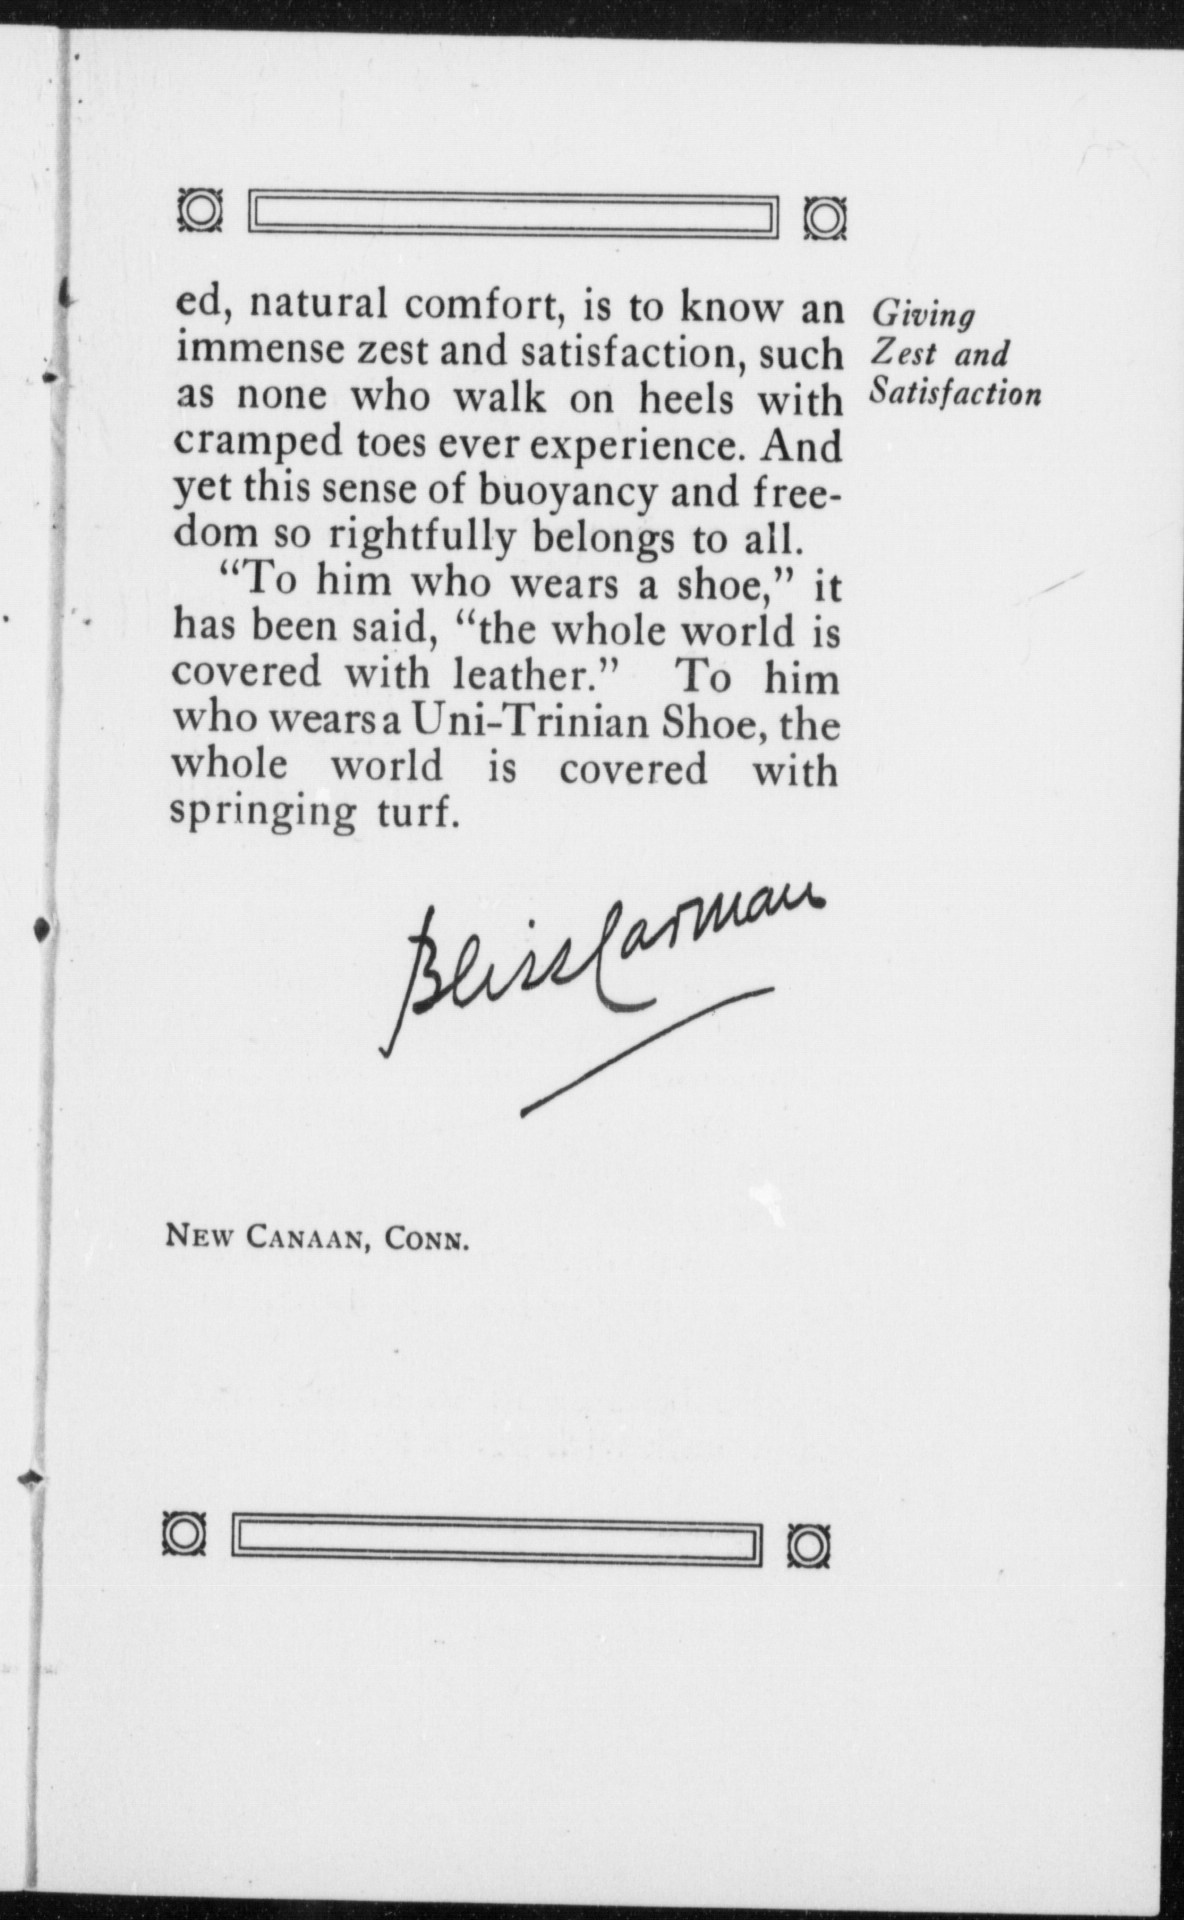 ed, natural comfort, is to know an
immense zest and satisfaction, such
as none who walk on heels with
cramped toes ever experience. And
yet this sense of buoyancy and free-
dom so rightfully belongs to all.
“To him who wears a shoe,” it
has been said, “the whole world is
covered with leather.” To him
who wears a Uni-Trinian Shoe, the
whole world is covered with
springing turf.
Giving
Zest and
Satisfaction
Bliss Carman
NEW CANAAN, CONN.